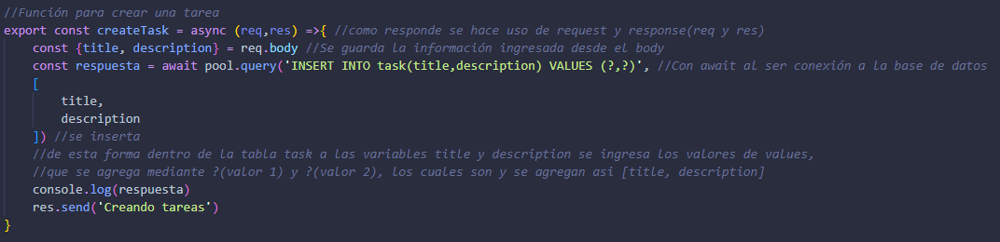 //Función para crear una tarea
export const createTask = async (req,res) =>{ //como responde se hace uso de request y response(req y res)
    const {title, description} = req.body //Se guarda la información ingresada desde el body
    const respuesta = await pool.query('INSERT INTO task(title,description) VALUES (?,?)', //Con await al ser conexión a la base de datos
    [
        title,
        description
    ]) //se inserta
    //de esta forma dentro de la tabla task a las variables title y description se ingresa los valores de values,
    //que se agrega mediante ?(valor 1) y ?(valor 2), los cuales son y se agregan asi [title, description]
    console.log(respuesta)
    res.send('Creando tareas')
}